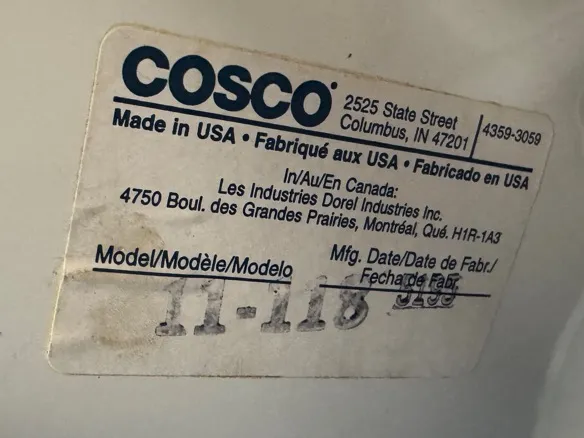 COSCO
2525 State Street
Columbus, IN 47201
4359-3059
Made in USA • Fabriqué aux USA • Fabricado en USA
In/Au/En Canada:
Les Industries Dorel Industries Inc.
4750 Boul. des Grandes Prairies, Montréal, Qué. H1R-1A3
Model/Modèle/Modelo
Mfg. Date/Date de Fabr./
Fecha de Fabr.
11-118